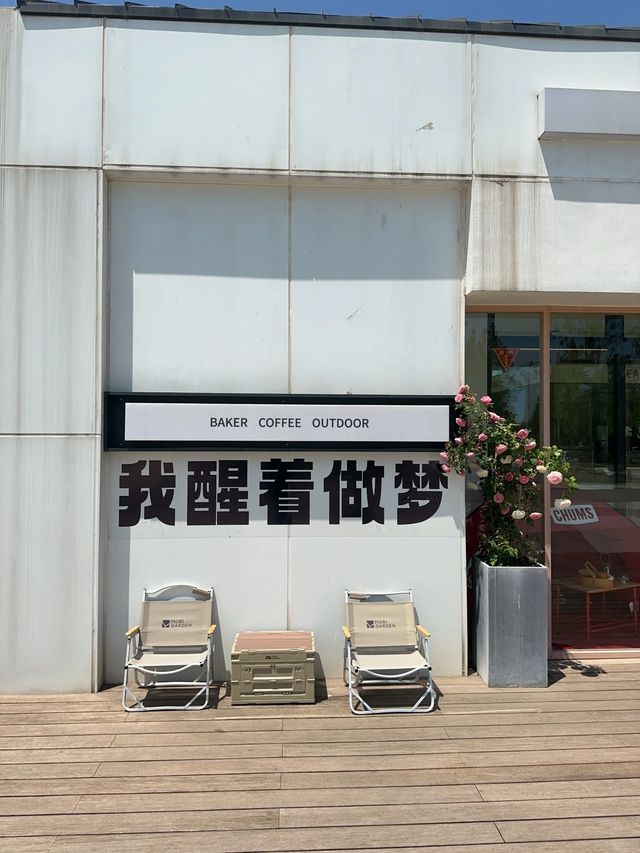 BAKER COFFEE OUTDOOR
我醒着做梦
MOBI
GARDEN
MOBI
GARDEN
CHUMS